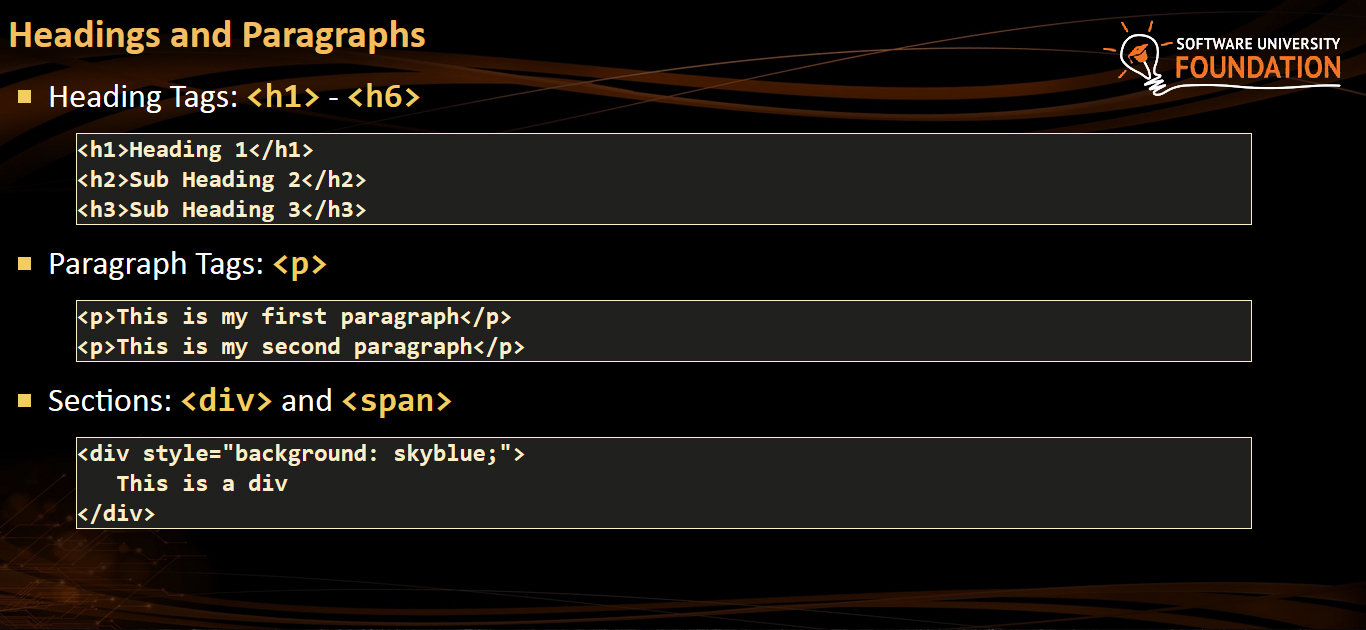 Headings and Paragraphs
SOFTWARE UNIVERSITY
FOUNDATION
Heading Tags: <h1> - <h6>
<h1>Heading 1</h1>
<h2>Sub Heading 2</h2>
<h3>Sub Heading 3</h3>
Paragraph Tags: <p>
<p>This is my first paragraph</p>
<p>This is my second paragraph</p>
Sections: <div> and <span>
<div style="background: skyblue;">
   This is a div
</div>